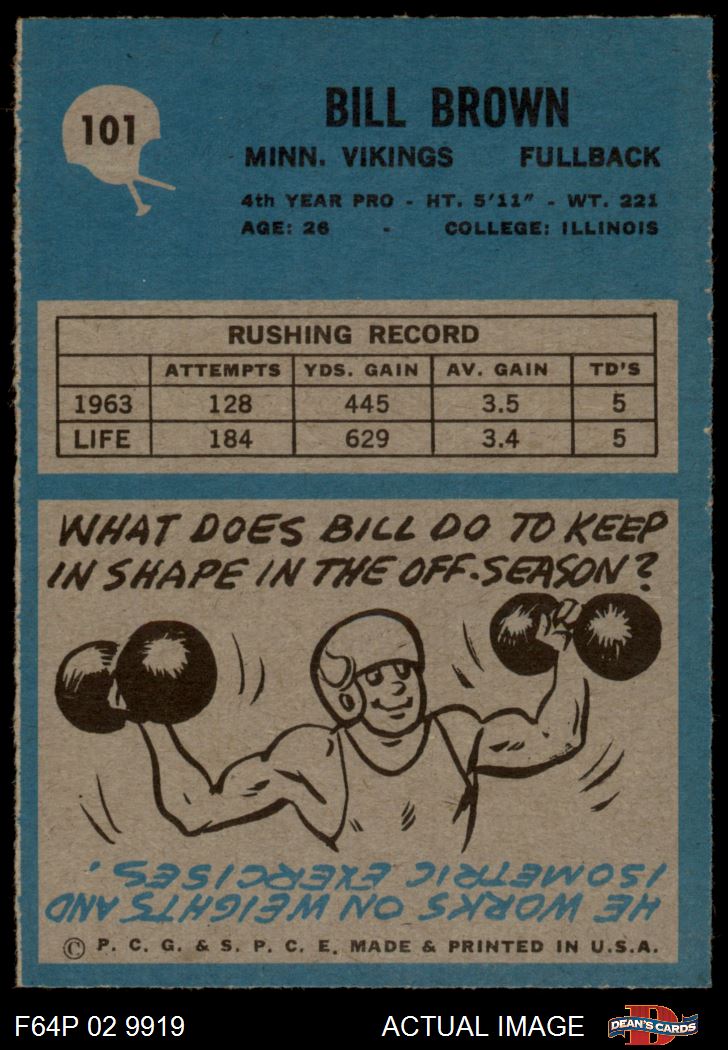 101
BILL BROWN
MINN. VIKINGS FULLBACK
4th YEAR PRO - HT. 5'11" - WT. 221
AGE: 26 - COLLEGE: ILLINOIS
RUSHING RECORD
ATTEMPTS YDS. GAIN AV. GAIN TD'S
1963 128 445 3.5 5
LIFE 184 629 3.4 5
WHAT DOES BILL DO TO KEEP
IN SHAPE IN THE OFF-SEASON?
HE WORKS ON WEIGHTS AND
ISOMETRIC EXERCISES.
© P. C. G. & S. P. C. E. MADE & PRINTED IN U.S.A.
F64P 02 9919 ACTUAL IMAGE
D
DEAN'S CARDS